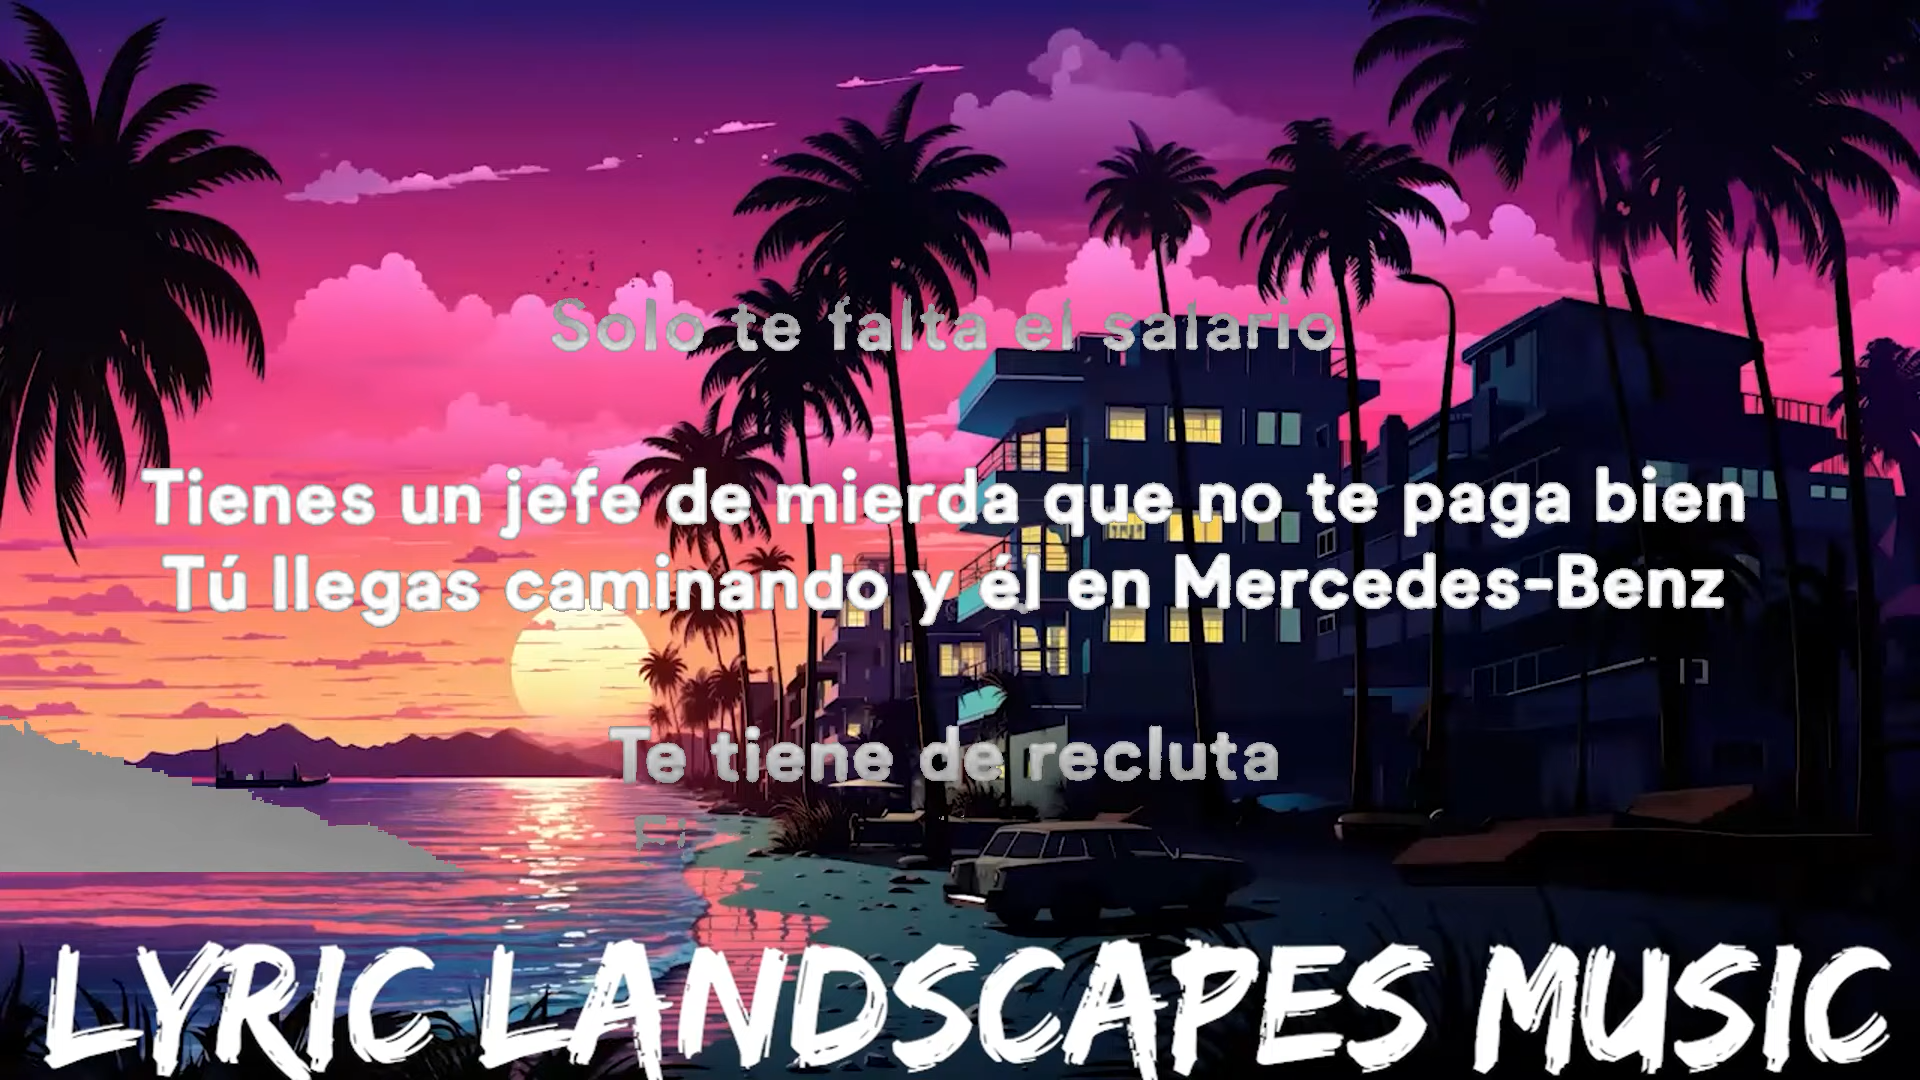 Solo te falta el salario
Tienes un jefe de mierda que no te paga bien
Tú llegas caminando y él en Mercedes-Benz
Te tiene de recluta
LYRIC LANDSCAPES MUSIC